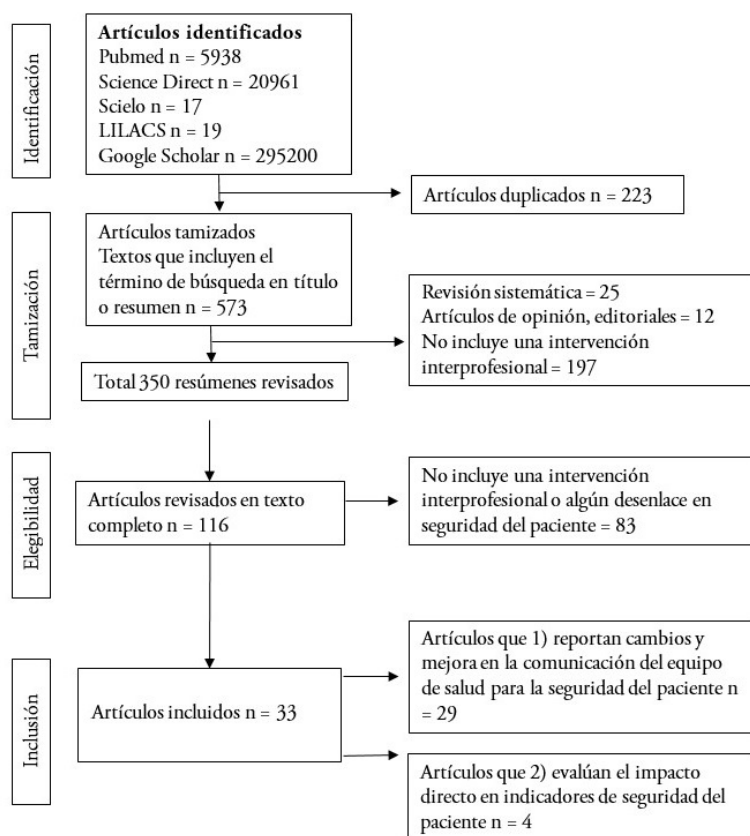 Identificación
Artículos identificados
Pubmed n = 5938
Science Direct n = 20961
Scielo n = 17
LILACS n = 19
Google Scholar n = 295200
Artículos duplicados n = 223
Tamización
Artículos tamizados
Textos que incluyen el
término de búsqueda en título
o resumen n = 573
Revisión sistemática = 25
Artículos de opinión, editoriales = 12
No incluye una intervención
interprofesional = 197
Total 350 resúmenes revisados
Elegibilidad
Artículos revisados en texto
completo n = 116
No incluye una intervención
interprofesional o algún desenlace en
seguridad del paciente = 83
Inclusión
Artículos incluidos n = 33
Artículos que 1) reportan cambios y
mejora en la comunicación del equipo
de salud para la seguridad del paciente n
= 29
Artículos que 2) evalúan el impacto
directo en indicadores de seguridad del
paciente n = 4